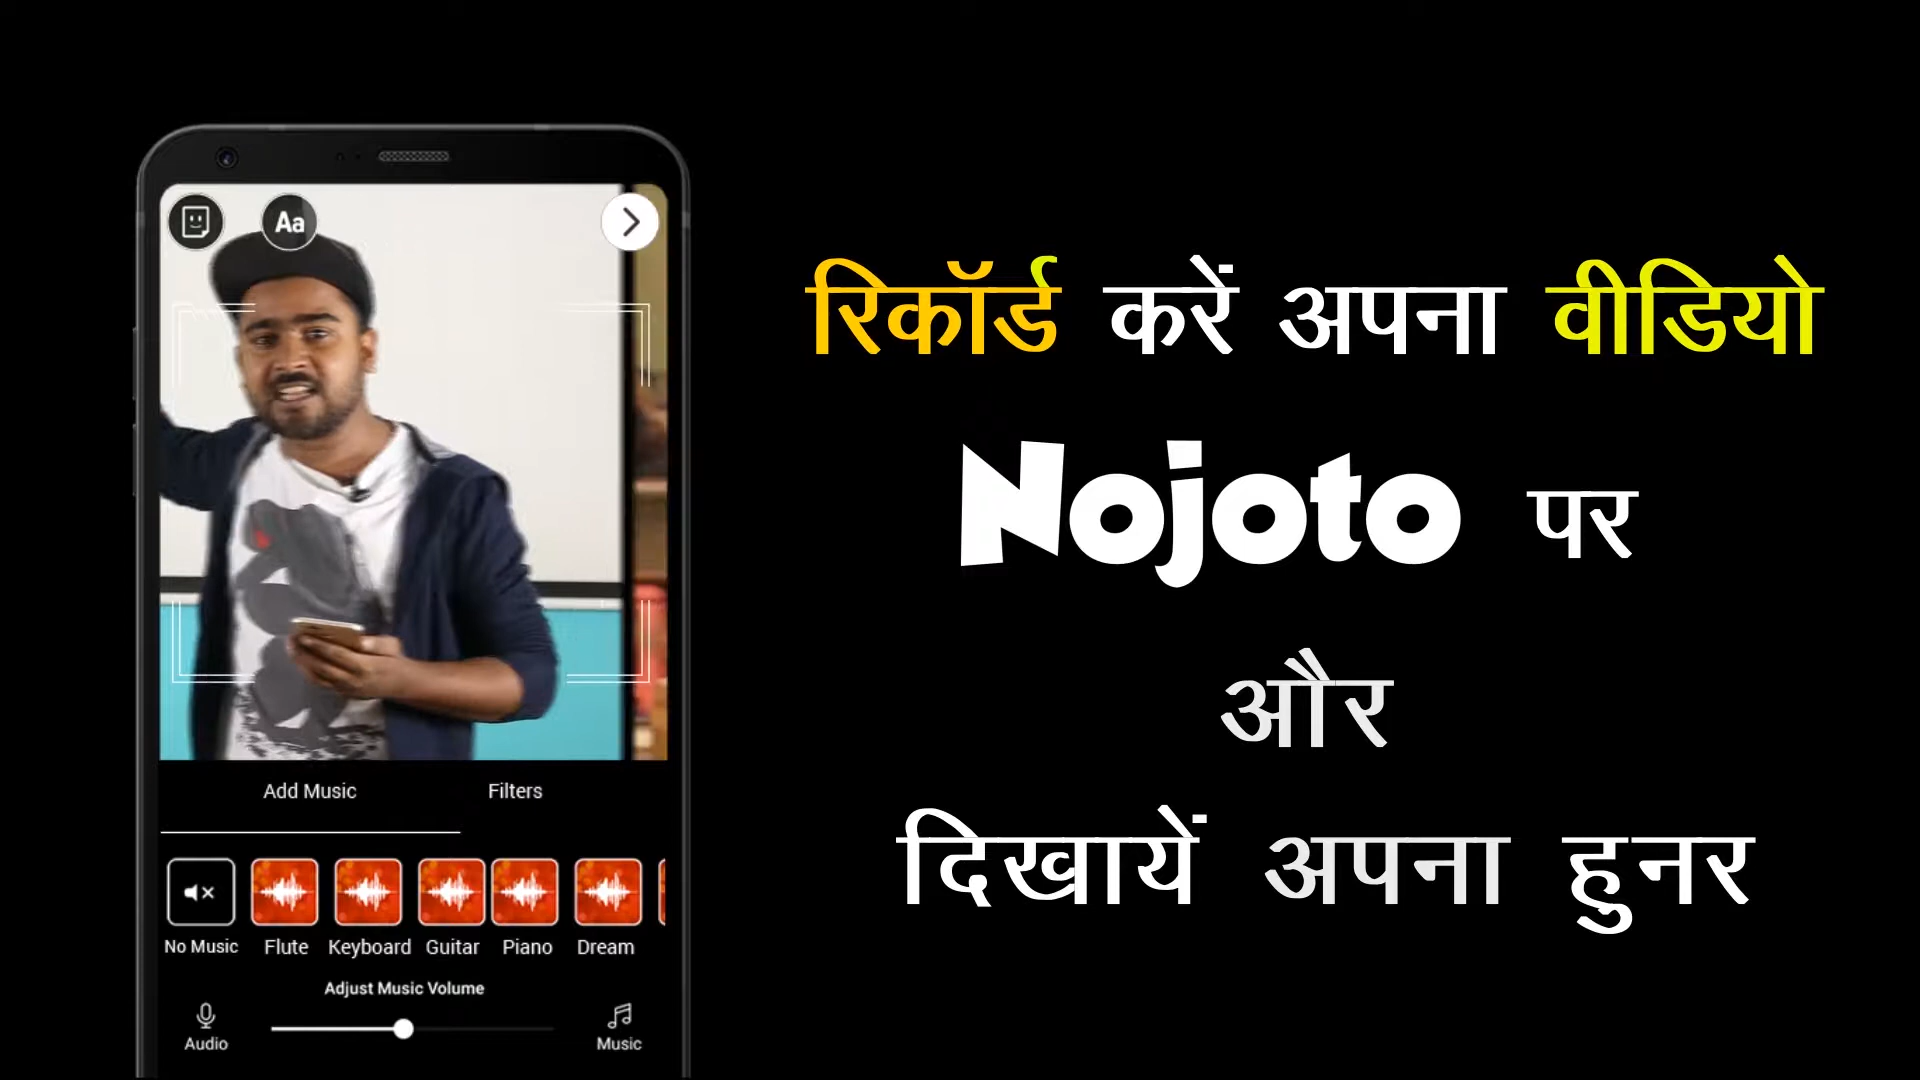 Aa
रिकॉर्ड करें अपना वीडियो
Nojoto पर
और
दिखायें अपना हुनर
Add Music Filters
No Music Flute Keyboard Guitar Piano Dream
Adjust Music Volume
Audio Music